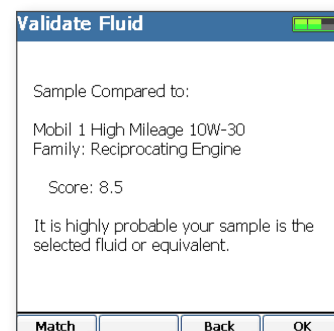 Validate Fluid
Sample Compared to:
Mobil 1 High Mileage 10W-30
Family: Reciprocating Engine
Score: 8.5
It is highly probable your sample is the
selected fluid or equivalent.
Match Back OK